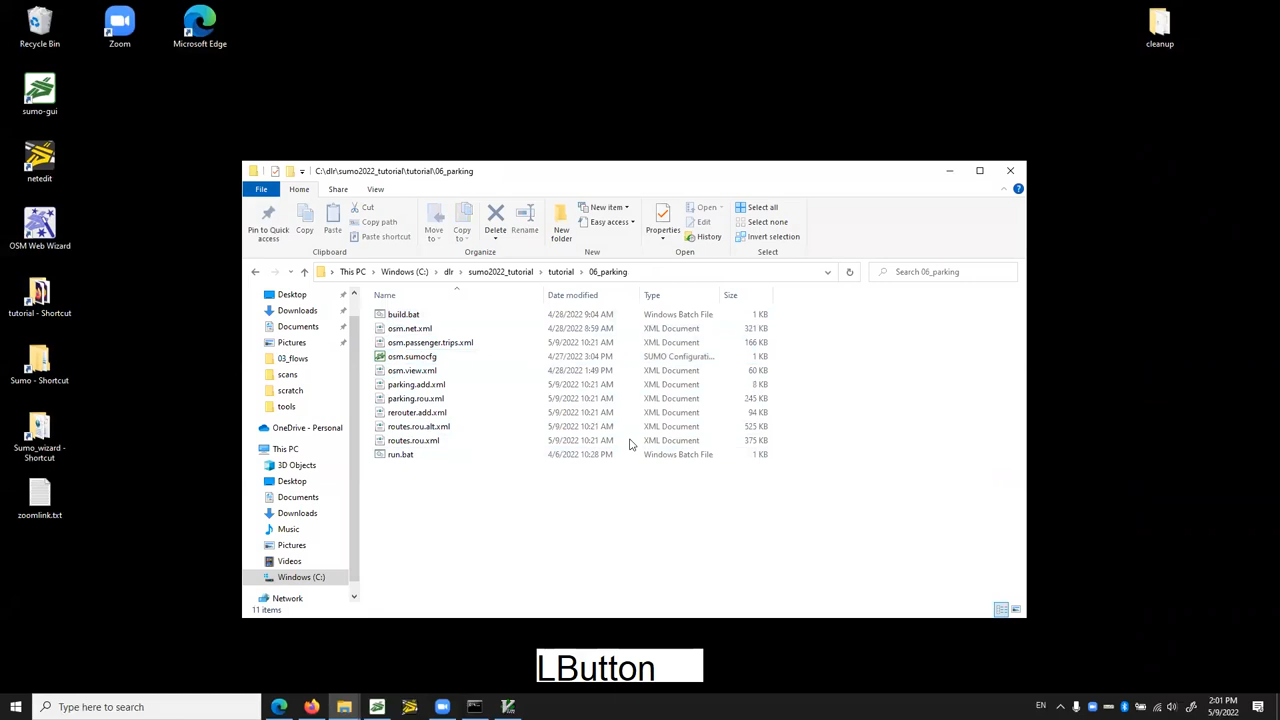 Recycle Bin
Zoom
Microsoft Edge
cleanup
sumo-gui
netedit
OSM Web Wizard
tutorial - Shortcut
Sumo - Shortcut
Sumo_wizard -
Shortcut
zoomlink.txt
C:\dlr\sumo2022_tutorial\tutorial\06_parking
File
Home
Share
View
Pin to Quick
access
Copy
Paste
Cut
Copy path
Paste shortcut
Clipboard
Move
to
Copy
to
Delete
Rename
Organize
New
folder
New item
Easy access
New
Properties
Open
Edit
History
Open
Select all
Select none
Invert selection
Select
This PC
Windows (C:)
dlr
sumo2022_tutorial
tutorial
06_parking
Search 06_parking
Desktop
Downloads
Documents
Pictures
03_flows
scans
scratch
tools
OneDrive - Personal
This PC
3D Objects
Desktop
Documents
Downloads
Music
Pictures
Videos
Windows (C:)
Network
Name Date modified Type Size
build.bat 4/28/2022 9:04 AM Windows Batch File 1 KB
osm.net.xml 4/28/2022 8:59 AM XML Document 321 KB
osm.passenger.trips.xml 5/9/2022 10:21 AM XML Document 166 KB
osm.sumocfg 4/27/2022 3:04 PM SUMO Configurati... 1 KB
osm.view.xml 4/28/2022 1:49 PM XML Document 60 KB
parking.add.xml 5/9/2022 10:21 AM XML Document 8 KB
parking.rou.xml 5/9/2022 10:21 AM XML Document 245 KB
rerouter.add.xml 5/9/2022 10:21 AM XML Document 94 KB
routes.rou.alt.xml 5/9/2022 10:21 AM XML Document 525 KB
routes.rou.xml 5/9/2022 10:21 AM XML Document 375 KB
run.bat 4/6/2022 10:28 PM Windows Batch File 1 KB
11 items
LButton
Type here to search
EN
2:01 PM
5/9/2022